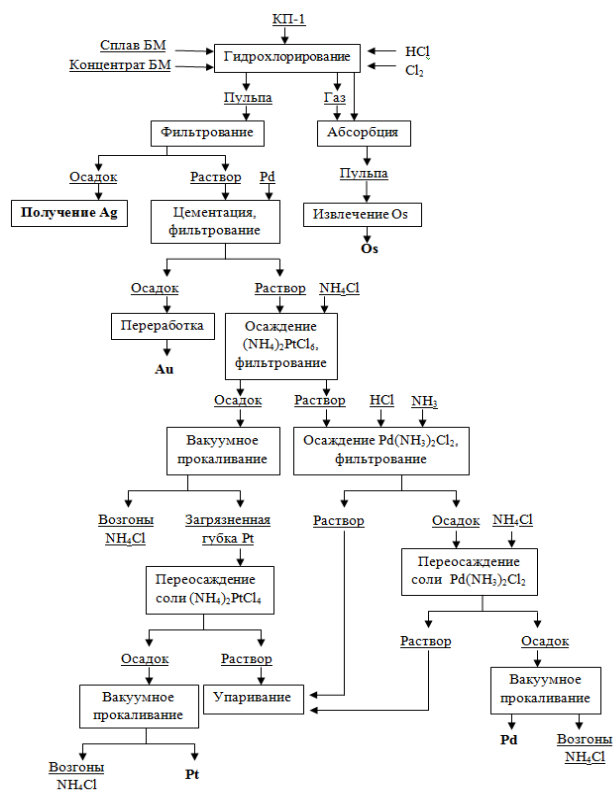 КП-1
Сплав БМ
Концентрат БМ
Гидрохлорирование
HCl
Cl₂
Пульпа
Газ
Фильтрование
Абсорбция
Осадок
Раствор
Pd
Пульпа
Получение Ag
Цементация,
фильтрование
Извлечение Os
Os
Осадок
Раствор
NH₄Cl
Переработка
Осаждение
(NH₄)₂PtCl₆,
фильтрование
Au
Осадок
Раствор
HCl
NH₃
Вакуумное
прокаливание
Осаждение Pd(NH₃)₂Cl₂,
фильтрование
Возгоны
NH₄Cl
Загрязненная
губка Pt
Раствор
Осадок
NH₄Cl
Переосаждение
соли (NH₄)₂PtCl₄
Переосаждение
соли Pd(NH₃)₂Cl₂
Осадок
Раствор
Раствор
Осадок
Вакуумное
прокаливание
Упаривание
Вакуумное
прокаливание
Pd
Возгоны
NH₄Cl
Возгоны
NH₄Cl
Pt